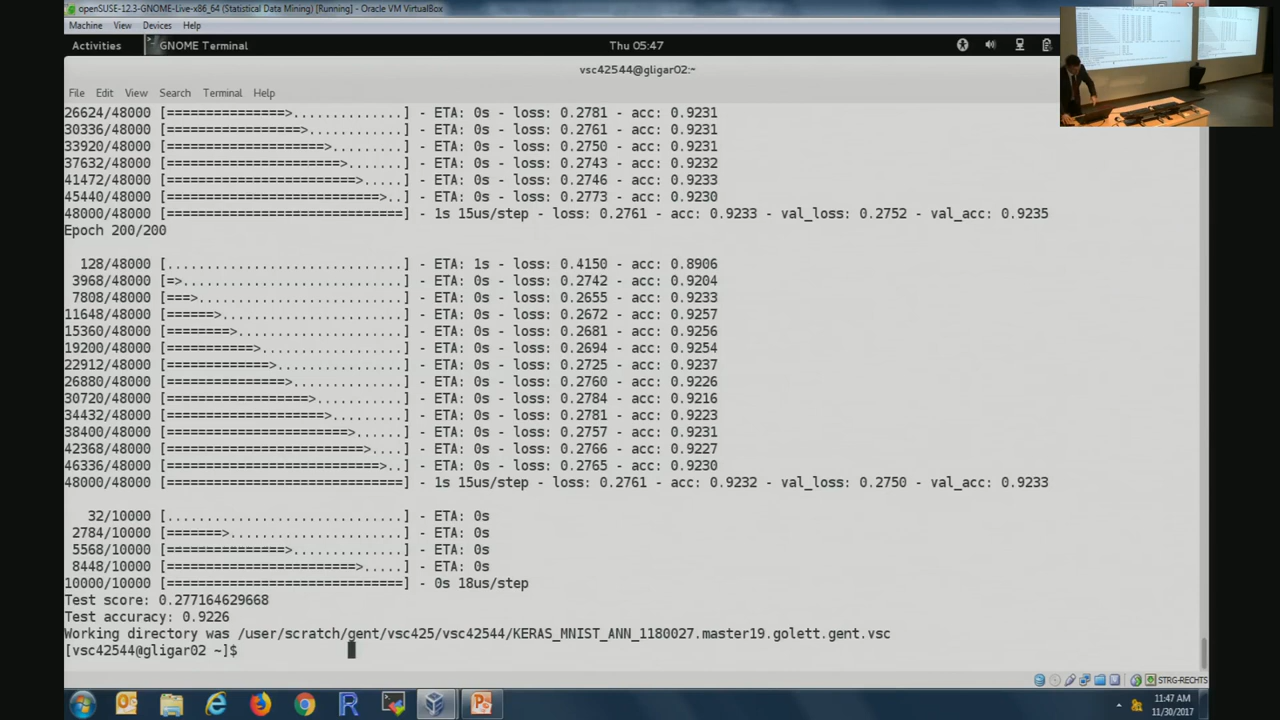 openSUSE-12.3-GNOME-Live-x86_64 (Statistical Data Mining) [Running] - Oracle VM VirtualBox
Machine View Devices Help
Activities GNOME Terminal Thu 05:47
vsc42544@gligar02:~
File Edit View Search Terminal Help
26624/48000 [===============>..............] - ETA: 0s - loss: 0.2781 - acc: 0.9231
30336/48000 [=================>............] - ETA: 0s - loss: 0.2761 - acc: 0.9231
33920/48000 [====================>.........] - ETA: 0s - loss: 0.2750 - acc: 0.9231
37632/48000 [======================>.......] - ETA: 0s - loss: 0.2743 - acc: 0.9232
41472/48000 [========================>.....] - ETA: 0s - loss: 0.2746 - acc: 0.9233
45440/48000 [===========================>..] - ETA: 0s - loss: 0.2773 - acc: 0.9230
48000/48000 [==============================] - 1s 15us/step - loss: 0.2761 - acc: 0.9233 - val_loss: 0.2752 - val_acc: 0.9235
Epoch 200/200
128/48000 [..............................] - ETA: 1s - loss: 0.4150 - acc: 0.8906
3968/48000 [=>............................] - ETA: 0s - loss: 0.2742 - acc: 0.9204
7808/48000 [===>..........................] - ETA: 0s - loss: 0.2655 - acc: 0.9233
11648/48000 [======>.......................] - ETA: 0s - loss: 0.2672 - acc: 0.9257
15360/48000 [========>.....................] - ETA: 0s - loss: 0.2681 - acc: 0.9256
19200/48000 [===========>..................] - ETA: 0s - loss: 0.2694 - acc: 0.9254
22912/48000 [=============>................] - ETA: 0s - loss: 0.2725 - acc: 0.9237
26880/48000 [===============>..............] - ETA: 0s - loss: 0.2760 - acc: 0.9226
30720/48000 [==================>...........] - ETA: 0s - loss: 0.2784 - acc: 0.9216
34432/48000 [====================>.........] - ETA: 0s - loss: 0.2781 - acc: 0.9223
38400/48000 [=======================>......] - ETA: 0s - loss: 0.2757 - acc: 0.9231
42368/48000 [=========================>....] - ETA: 0s - loss: 0.2766 - acc: 0.9227
46336/48000 [===========================>..] - ETA: 0s - loss: 0.2765 - acc: 0.9230
48000/48000 [==============================] - 1s 15us/step - loss: 0.2761 - acc: 0.9232 - val_loss: 0.2750 - val_acc: 0.9233
32/10000 [..............................] - ETA: 0s
2784/10000 [=======>......................] - ETA: 0s
5568/10000 [===============>..............] - ETA: 0s
8448/10000 [========================>.....] - ETA: 0s
10000/10000 [==============================] - 0s 18us/step
Test score: 0.277164629668
Test accuracy: 0.9226
Working directory was /user/scratch/gent/vsc425/vsc42544/KERAS_MNIST_ANN_1180027.master19.golett.gent.vsc
[vsc42544@gligar02 ~]$
STRG-RECHTS
11:47 AM
11/30/2017